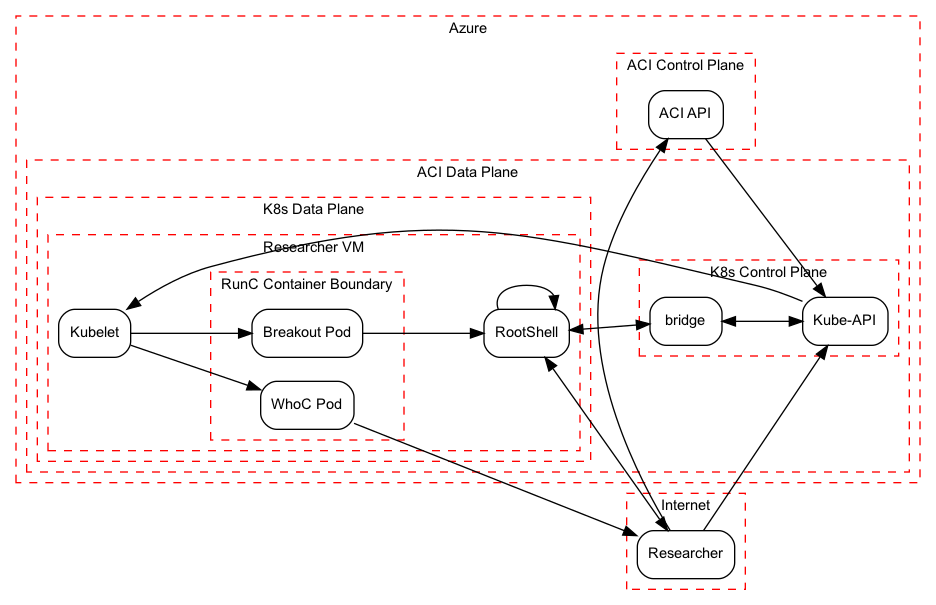 Azure
ACI Control Plane
ACI API
ACI Data Plane
K8s Data Plane
Researcher VM
K8s Control Plane
RunC Container Boundary
Kubelet
Breakout Pod
RootShell
bridge
Kube-API
WhoC Pod
Internet
Researcher